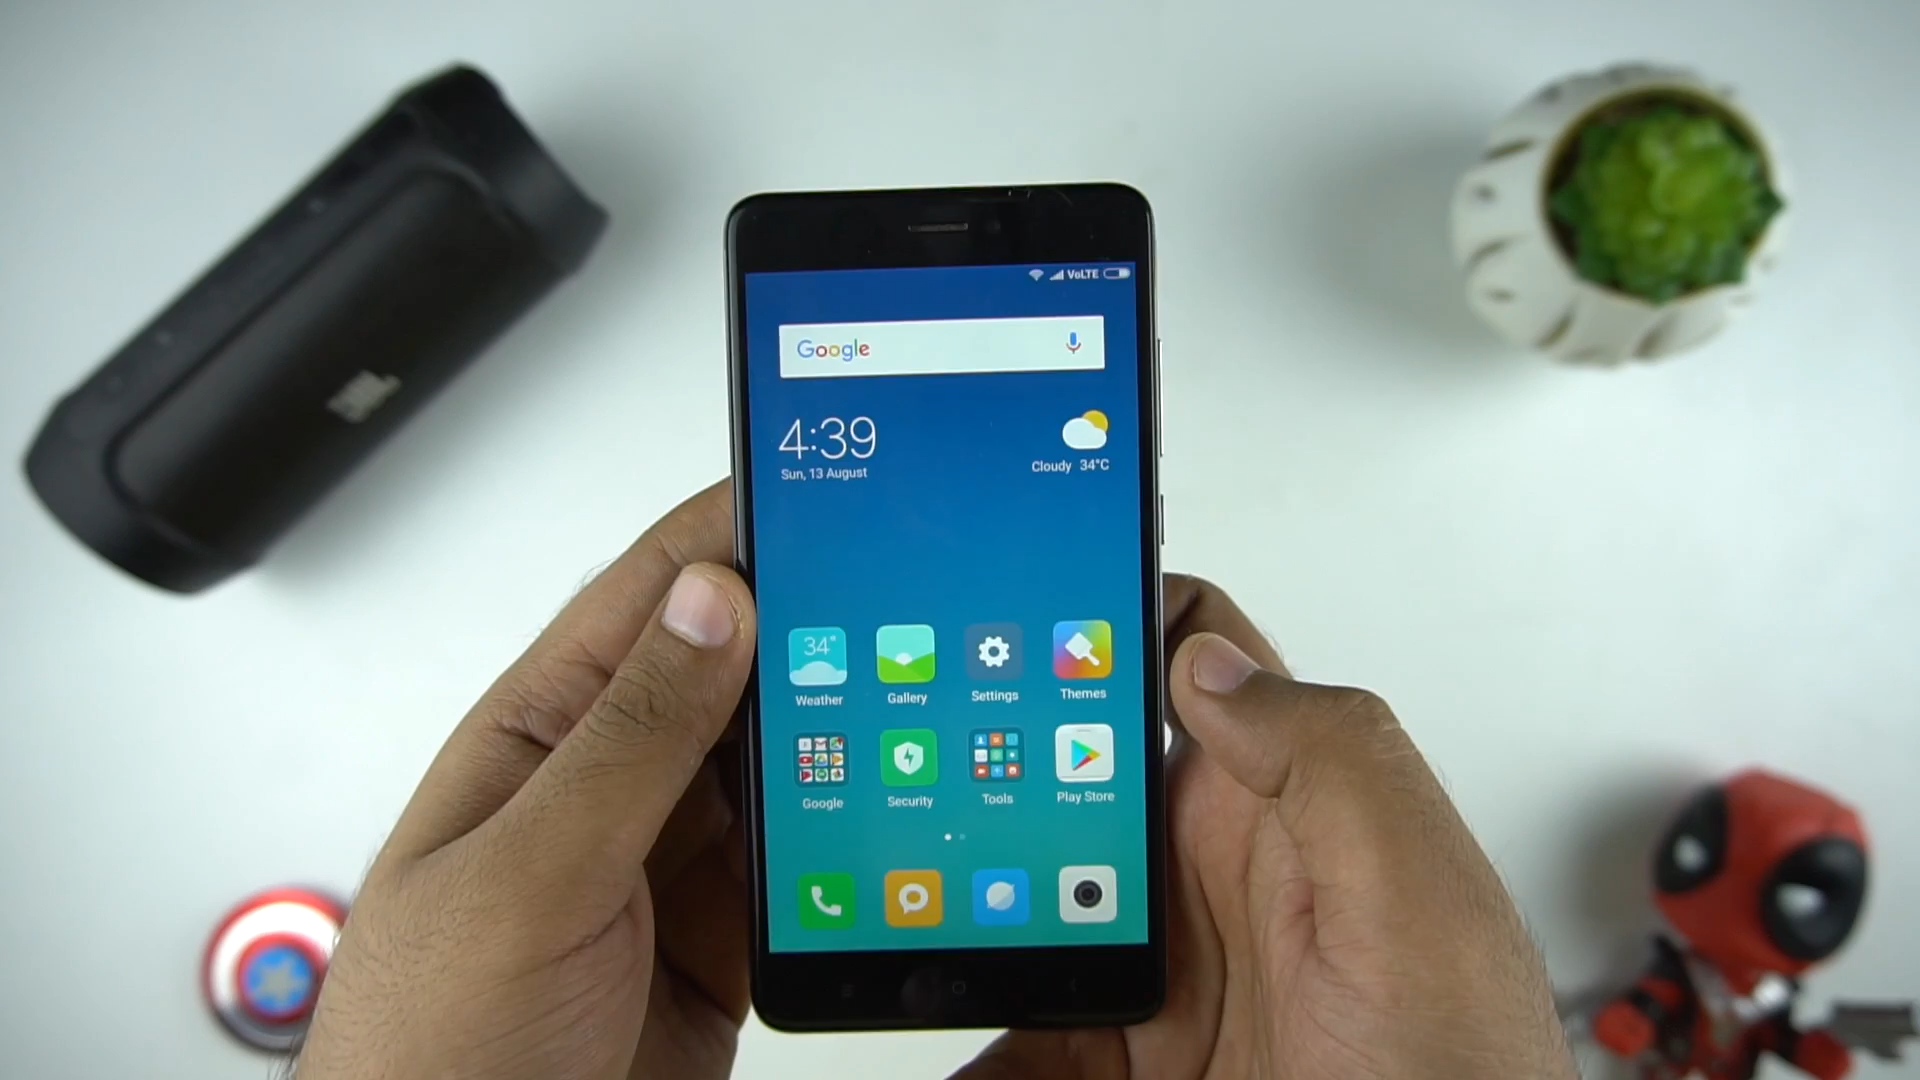 VoLTE
Google
4:39
Sun, 13 August
Cloudy 34°C
34°
Weather
Gallery
Settings
Themes
Google
Security
Tools
Play Store
JBL